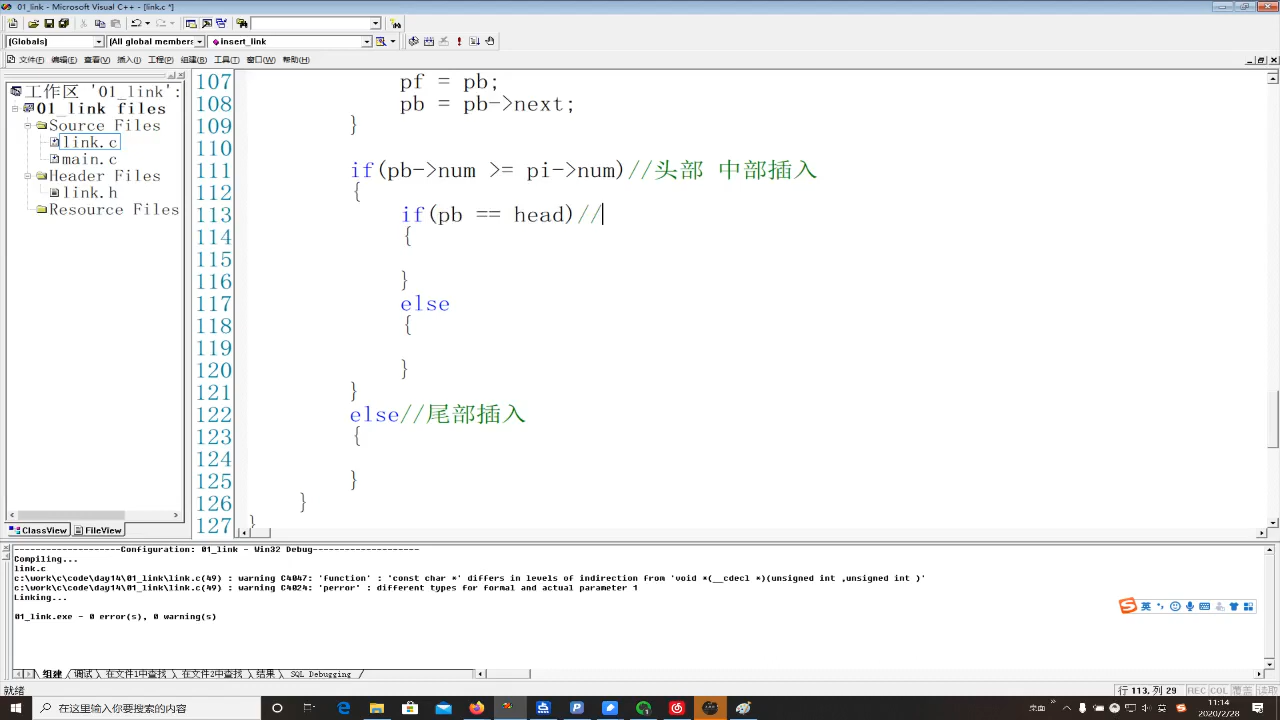 01_link - Microsoft Visual C++ - [link.c *]
(Globals) (All global members insert_link
文件(F) 编辑(E) 查看(V) 插入(I) 工程(P) 组建(B) 工具(T) 窗口(W) 帮助(H)
工作区 '01_link':
01_link files
Source Files
link.c
main.c
Header Files
link.h
Resource Files
ClassView FileView
107 pf = pb;
108 pb = pb->next;
109 }
110
111 if(pb->num >= pi->num)//头部 中部插入
112 {
113 if(pb == head)//
114 {
115
116 }
117 else
118 {
119
120 }
121 }
122 else//尾部插入
123 {
124
125 }
126 }
127 }
--------------------Configuration: 01_link - Win32 Debug--------------------
Compiling...
link.c
c:\work\c\code\day14\01_link\link.c(49) : warning C4047: 'function' : 'const char *' differs in levels of indirection from 'void *(__cdecl *)(unsigned int ,unsigned int )'
c:\work\c\code\day14\01_link\link.c(49) : warning C4024: 'perror' : different types for formal and actual parameter 1
Linking...
01_link.exe - 0 error(s), 0 warning(s)
英
组建 调试 在文件1中查找 在文件2中查找 结果 SQL Debugging
就绪
行 113, 列 29 REC COL 覆盖 读取
在这里输入你要搜索的内容
英
11:14
2020/2/28